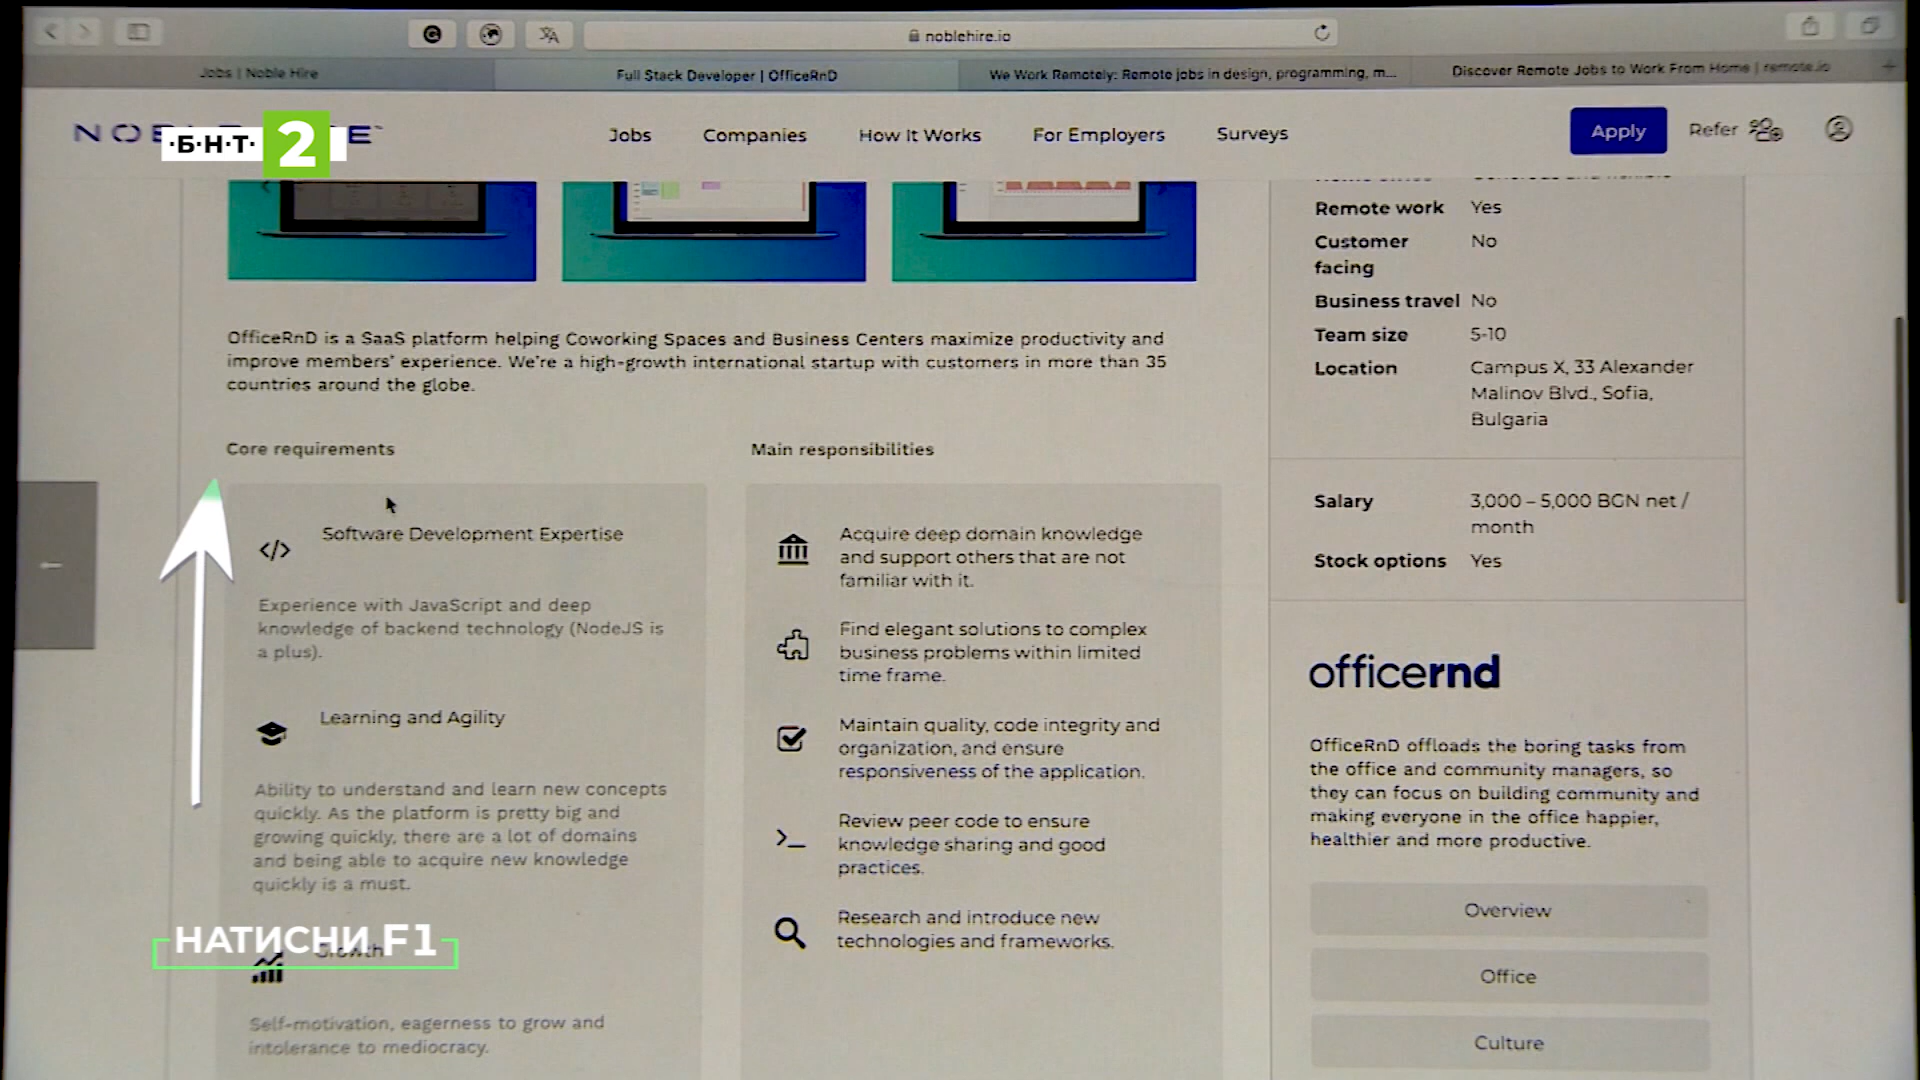 noblehire.io
Jobs | Noble Hire
Full Stack Developer | OfficeRnD
We Work Remotely: Remote jobs in design, programming, m...
Discover Remote Jobs to Work From Home | remote.io
·Б·Н·Т· 2
Jobs
Companies
How It Works
For Employers
Surveys
Apply
Refer
Remote work Yes
Customer facing No
Business travel No
Team size 5-10
Location Campus X, 33 Alexander
Malinov Blvd., Sofia,
Bulgaria
OfficeRnD is a SaaS platform helping Coworking Spaces and Business Centers maximize productivity and
improve members' experience. We're a high-growth international startup with customers in more than 35
countries around the globe.
Core requirements
Software Development Expertise
Experience with JavaScript and deep
knowledge of backend technology (NodeJS is
a plus).
Learning and Agility
Ability to understand and learn new concepts
quickly. As the platform is pretty big and
growing quickly, there are a lot of domains
and being able to acquire new knowledge
quickly is a must.
Growth
Self-motivation, eagerness to grow and
intolerance to mediocracy.
Main responsibilities
Acquire deep domain knowledge
and support others that are not
familiar with it.
Find elegant solutions to complex
business problems within limited
time frame.
Maintain quality, code integrity and
organization, and ensure
responsiveness of the application.
Review peer code to ensure
knowledge sharing and good
practices.
Research and introduce new
technologies and frameworks.
Salary 3,000 – 5,000 BGN net /
month
Stock options Yes
officernd
OfficeRnD offloads the boring tasks from
the office and community managers, so
they can focus on building community and
making everyone in the office happier,
healthier and more productive.
Overview
Office
Culture
НАТИСНИ F1